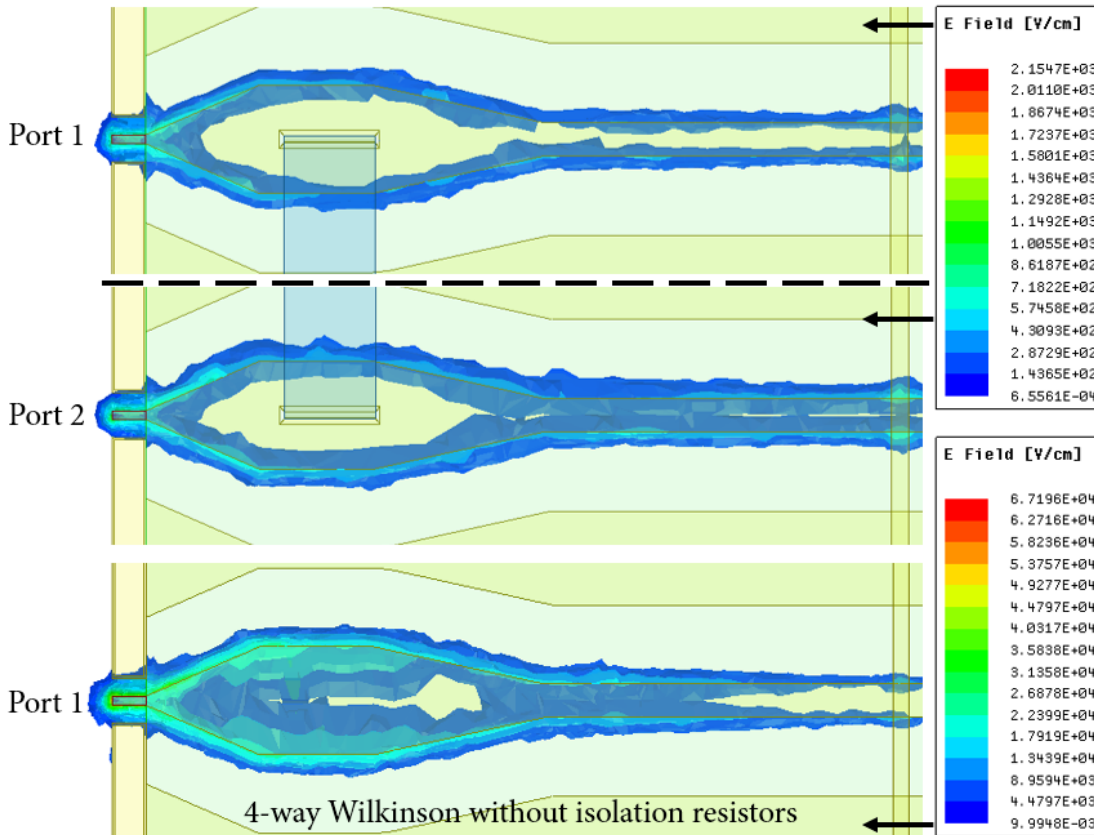 E Field [V/cm]
2.1547E+03
2.0110E+03
1.8674E+03
1.7237E+03
1.5801E+03
1.4364E+03
1.2928E+03
1.1492E+03
1.0055E+03
8.6187E+02
7.1822E+02
5.7458E+02
4.3093E+02
2.8729E+02
1.4365E+02
6.5561E-04
Port 1
Port 2
E Field [V/cm]
6.7196E+04
6.2716E+04
5.8236E+04
5.3757E+04
4.9277E+04
4.4797E+04
4.0317E+04
3.5838E+04
3.1358E+04
2.6878E+04
2.2399E+04
1.7919E+04
1.3439E+04
8.9594E+03
4.4797E+03
9.9948E-03
Port 1
4-way Wilkinson without isolation resistors